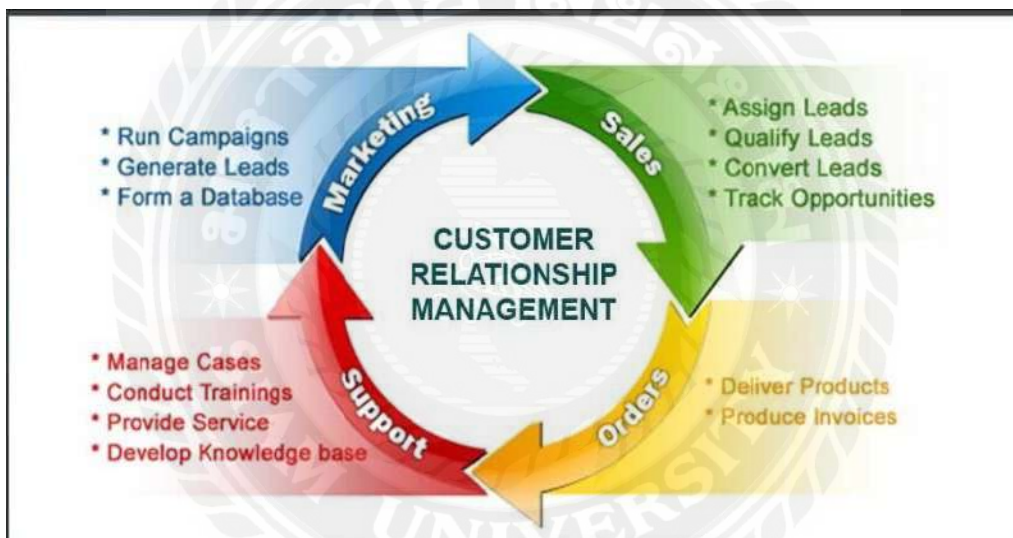 Marketing
* Run Campaigns
* Generate Leads
* Form a Database
Sales
* Assign Leads
* Qualify Leads
* Convert Leads
* Track Opportunities
CUSTOMER
RELATIONSHIP
MANAGEMENT
Orders
* Deliver Products
* Produce Invoices
Support
* Manage Cases
* Conduct Trainings
* Provide Service
* Develop Knowledge base
UNIVERSITY